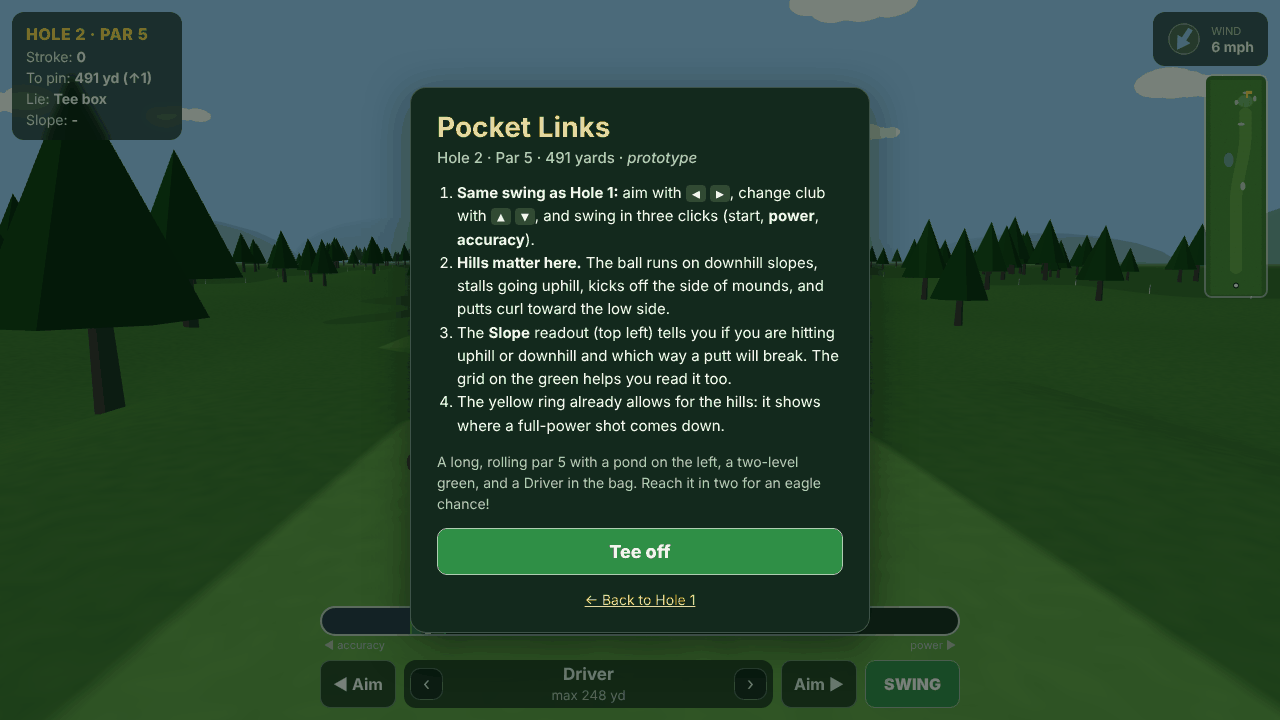 HOLE 2 · PAR 5
Stroke: 0
To pin: 491 yd (↑1)
Lie: Tee box
Slope: -
WIND
6 mph
Pocket Links
Hole 2 · Par 5 · 491 yards · prototype
1. Same swing as Hole 1: aim with ◀ ▶, change club
with ▲ ▼, and swing in three clicks (start, power,
accuracy).
2. Hills matter here. The ball runs on downhill slopes,
stalls going uphill, kicks off the side of mounds, and
putts curl toward the low side.
3. The Slope readout (top left) tells you if you are hitting
uphill or downhill and which way a putt will break. The
grid on the green helps you read it too.
4. The yellow ring already allows for the hills: it shows
where a full-power shot comes down.
A long, rolling par 5 with a pond on the left, a two-level
green, and a Driver in the bag. Reach it in two for an eagle
chance!
Tee off
← Back to Hole 1
◀ accuracy
power ▶
◀ Aim
‹
Driver
max 248 yd
›
Aim ▶
SWING